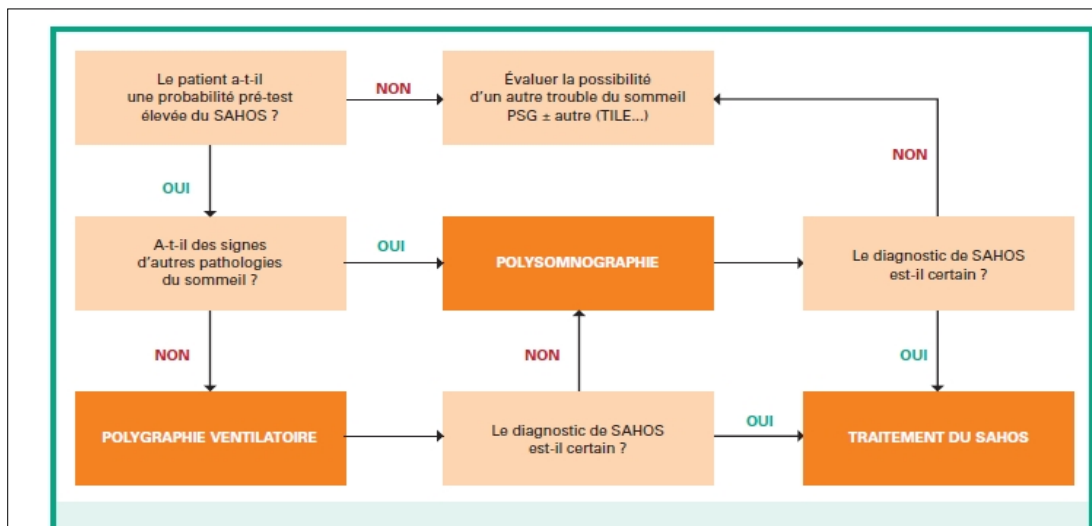 Le patient a-t-il
une probabilité pré-test
élevée du SAHOS ?
NON
Évaluer la possibilité
d'un autre trouble du sommeil
PSG ± autre (TILE...)
NON
OUI
A-t-il des signes
d'autres pathologies
du sommeil ?
OUI
POLYSOMNOGRAPHIE
Le diagnostic de SAHOS
est-il certain ?
NON
NON
OUI
POLYGRAPHIE VENTILATOIRE
Le diagnostic de SAHOS
est-il certain ?
OUI
TRAITEMENT DU SAHOS